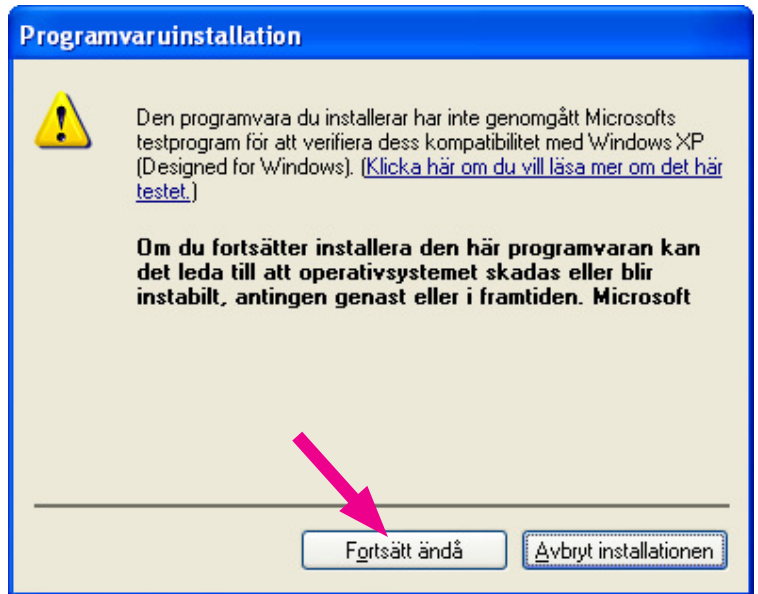 Programvaruinstallation
Den programvara du installerar har inte genomgått Microsofts
testprogram för att verifiera dess kompatibilitet med Windows XP
(Designed for Windows). (Klicka här om du vill läsa mer om det här
testet.)
Om du fortsätter installera den här programvaran kan
det leda till att operativsystemet skadas eller blir
instabilt, antingen genast eller i framtiden. Microsoft
Fortsätt ändå
Avbryt installationen